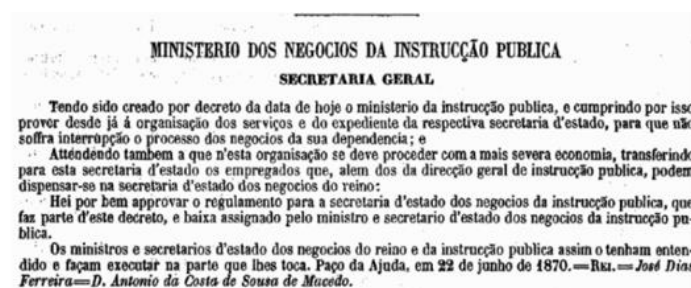 MINISTERIO DOS NEGOCIOS DA INSTRUCÇÃO PUBLICA
SECRETARIA GERAL
Tendo sido creado por decreto da data de hoje o ministerio da instrucção publica, e cumprindo por isso
prover desde já á organisação dos serviços e do expediente da respectiva secretaria d'estado, para que não
soffra interrupção o processo dos negocios da sua dependencia; e
Attendendo tambem a que n'esta organisação se deve proceder com a mais severa economia, transferindo
para esta secretaria d'estado os empregados que, alem dos da direcção geral de instrucção publica, podem
dispensar-se na secretaria d'estado dos negocios do reino:
Hei por bem approvar o regulamento para a secretaria d'estado dos negocios da instrucção publica, que
faz parte d'este decreto, e baixa assignado pelo ministro e secretario d'estado dos negocios da instrucção pu-
blica.
Os ministros e secretarios d'estado dos negocios do reino e da instrucção publica assim o tenham enten-
dido e façam executar na parte que lhes toca. Paço da Ajuda, em 22 de junho de 1870.=REI.=José Dias
Ferreira=D. Antonio da Costa de Sousa de Macedo.